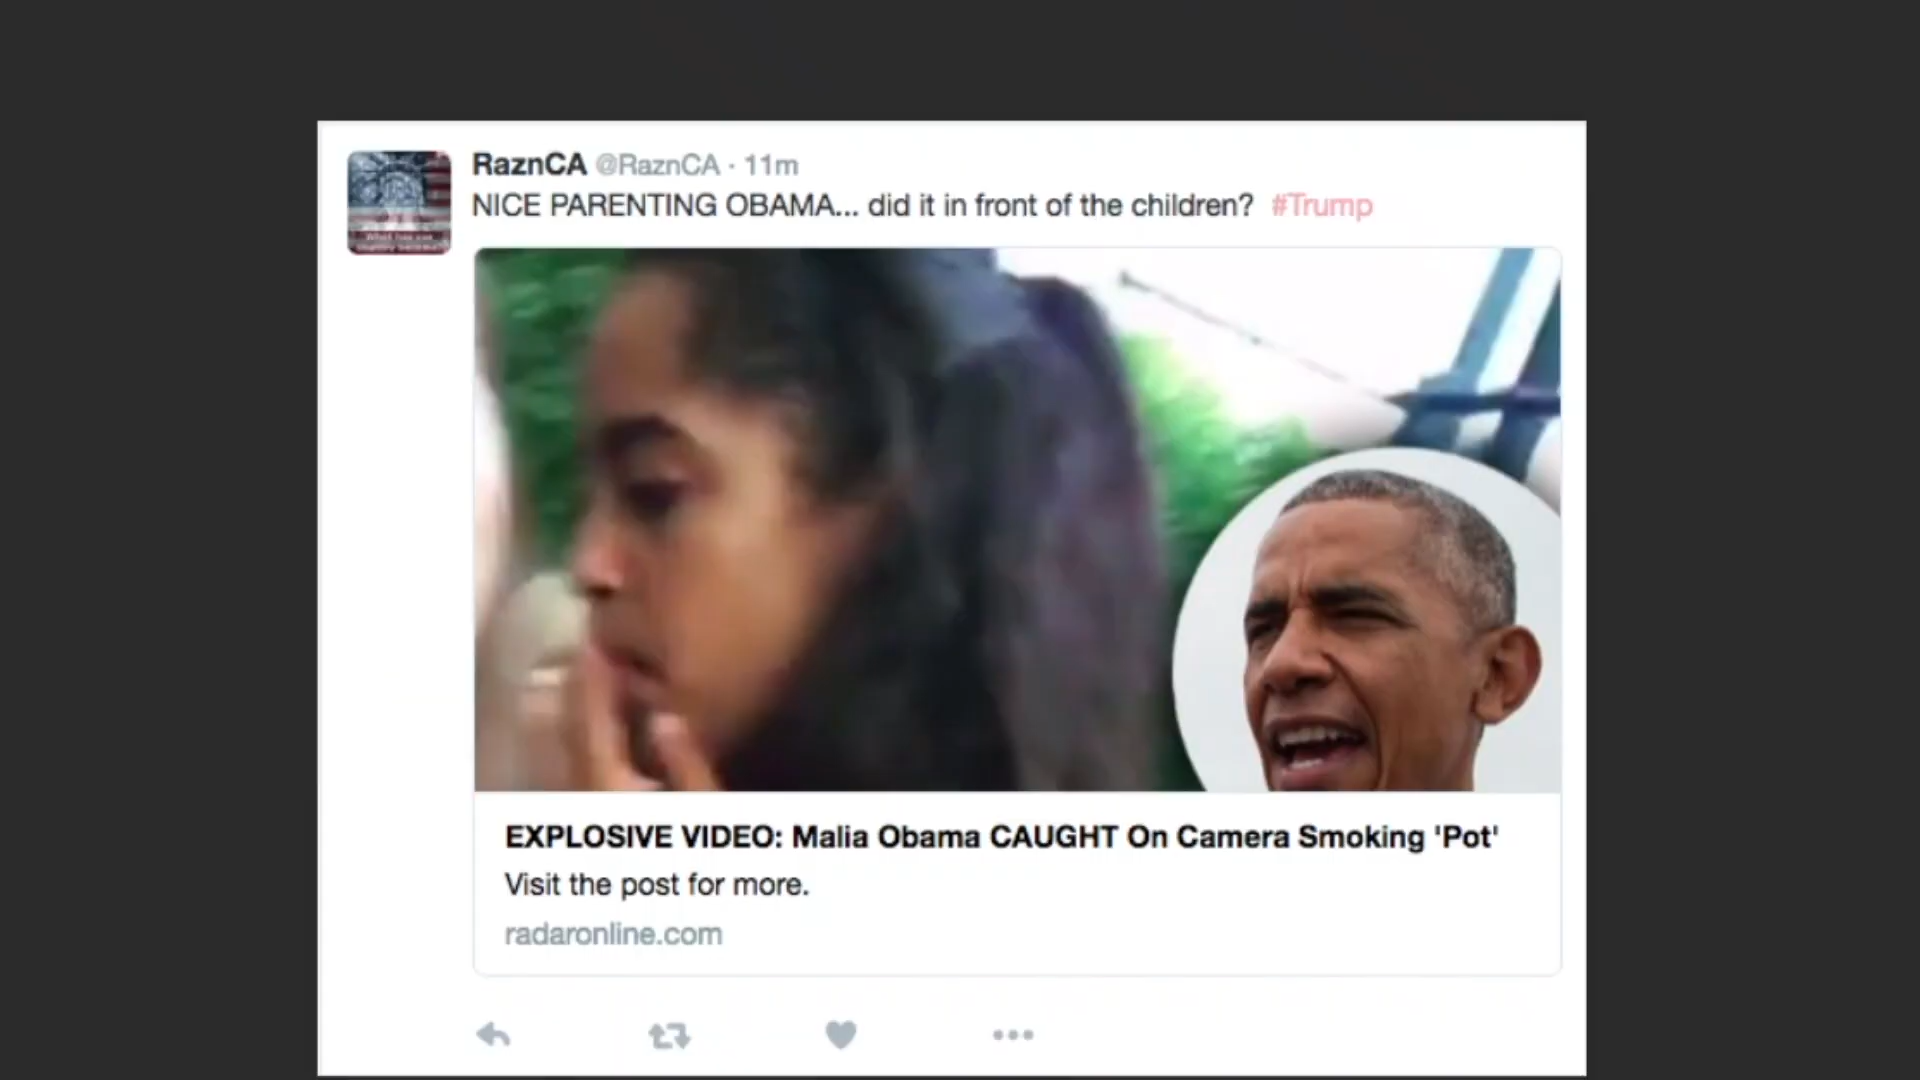 RaznCA @RaznCA · 11m
NICE PARENTING OBAMA... did it in front of the children? #Trump
EXPLOSIVE VIDEO: Malia Obama CAUGHT On Camera Smoking 'Pot'
Visit the post for more.
radaronline.com